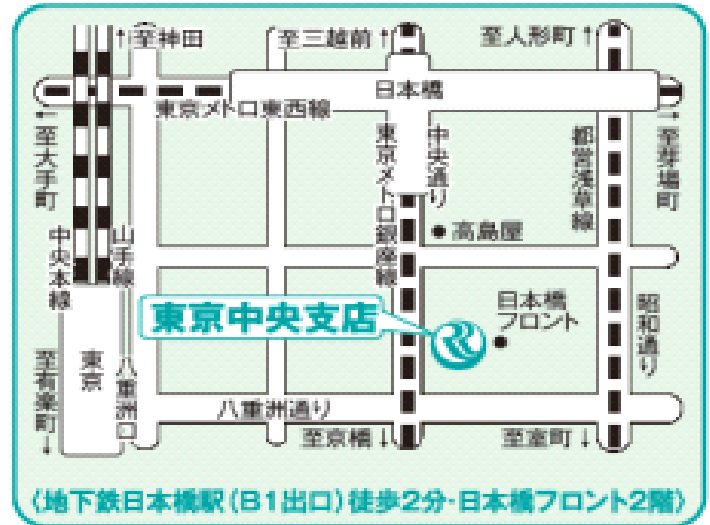 ↑至神田
至三越前↑
至人形町↑
日本橋
東京メトロ東西線
←至大手町
→至茅場町
東京メトロ銀座線
中央通り
都営浅草線
中央本線
山手線
●高島屋
東京中央支店
日本橋
フロント
昭和通り
至有楽町↓
東京
八重洲口
八重洲通り
至京橋↓
至室町↓
〈地下鉄日本橋駅(B1出口)徒歩2分・日本橋フロント2階〉